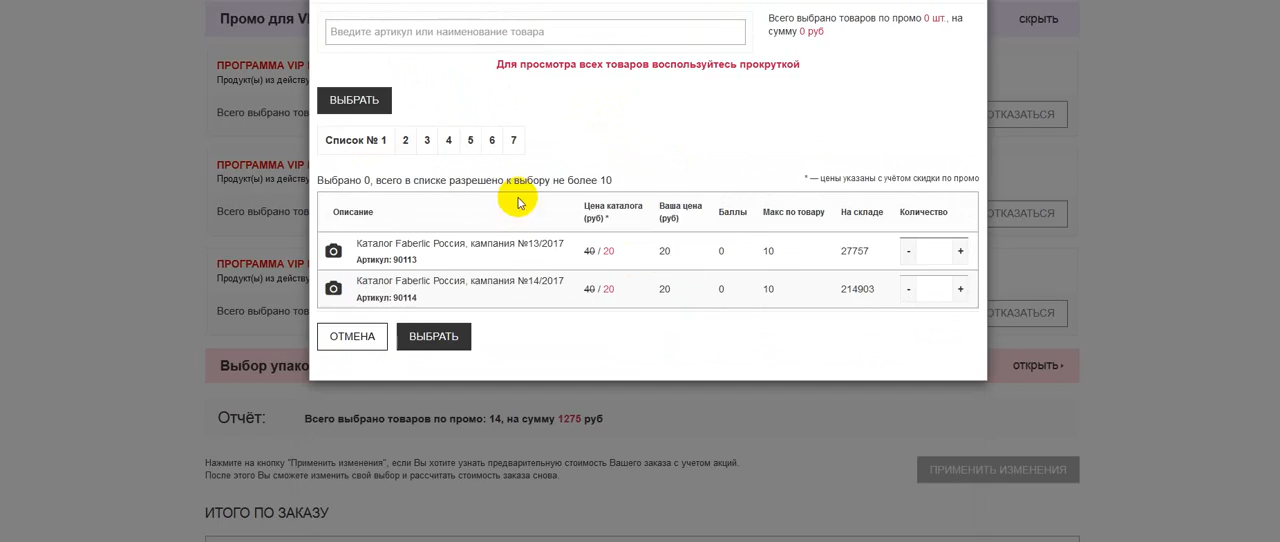 Промо для VI
скрыть
Введите артикул или наименование товара
Всего выбрано товаров по промо 0 шт., на
сумму 0 руб
Для просмотра всех товаров воспользуйтесь прокруткой
ПРОГРАММА VIP
Продукт(ы) из действу
Всего выбрано тов
ОТКАЗАТЬСЯ
ВЫБРАТЬ
Список № 1 2 3 4 5 6 7
ПРОГРАММА VIP
Продукт(ы) из действу
Всего выбрано тов
ОТКАЗАТЬСЯ
Выбрано 0, всего в списке разрешено к выбору не более 10
* — цены указаны с учётом скидки по промо
Описание Цена каталога (руб) * Ваша цена (руб) Баллы Макс по товару На складе Количество
Каталог Faberlic Россия, кампания №13/2017 40 / 20 20 0 10 27757 - +
Артикул: 90113
Каталог Faberlic Россия, кампания №14/2017 40 / 20 20 0 10 214903 - +
Артикул: 90114
ПРОГРАММА VIP
Продукт(ы) из действу
Всего выбрано тов
ОТКАЗАТЬСЯ
ОТМЕНА ВЫБРАТЬ
Выбор упако
открыть
Отчёт: Всего выбрано товаров по промо: 14, на сумму 1275 руб
Нажмите на кнопку "Применить изменения", если Вы хотите узнать предварительную стоимость Вашего заказа с учетом акций.
После этого Вы сможете изменить свой выбор и рассчитать стоимость заказа снова.
ПРИМЕНИТЬ ИЗМЕНЕНИЯ
ИТОГО ПО ЗАКАЗУ